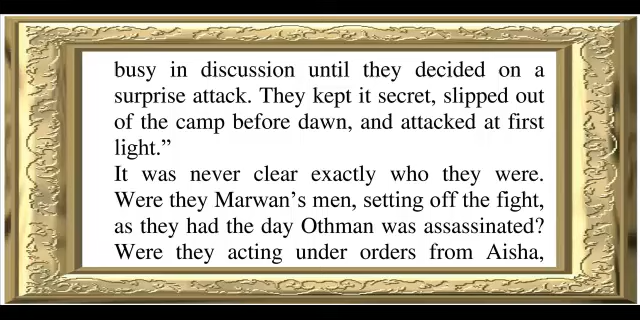 busy in discussion until they decided on a
surprise attack. They kept it secret, slipped out
of the camp before dawn, and attacked at first
light.”
It was never clear exactly who they were.
Were they Marwan’s men, setting off the fight,
as they had the day Othman was assassinated?
Were they acting under orders from Aisha,